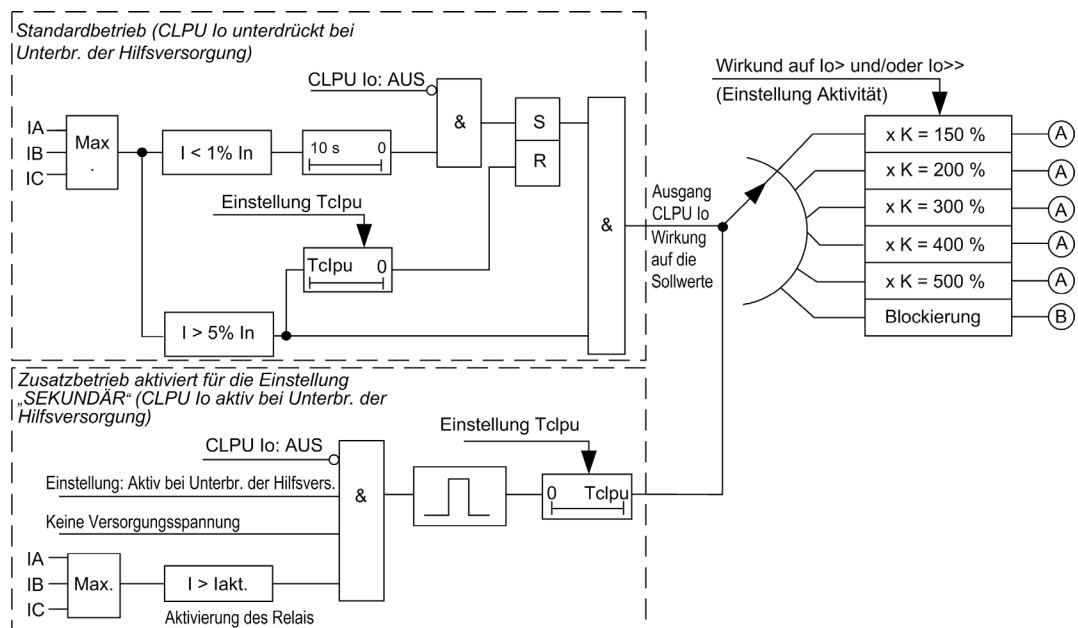 Standardbetrieb (CLPU Io unterdrückt bei
Unterbr. der Hilfsversorgung)
CLPU Io: AUS
IA
IB
IC
Max
.
I < 1% In
10 s 0
&
S
R
Einstellung Tclpu
Tclpu 0
I > 5% In
&
Ausgang
CLPU Io
Wirkung
auf die
Sollwerte
Wirkund auf Io> und/oder Io>>
(Einstellung Aktivität)
x K = 150 % A
x K = 200 % A
x K = 300 % A
x K = 400 % A
x K = 500 % A
Blockierung B
Zusatzbetrieb aktiviert für die Einstellung
„SEKUNDÄR“ (CLPU Io aktiv bei Unterbr. der
Hilfsversorgung)
CLPU Io: AUS
Einstellung: Aktiv bei Unterbr. der Hilfsvers.
Keine Versorgungsspannung
IA
IB
IC
Max.
I > Iakt.
Aktivierung des Relais
&
Einstellung Tclpu
0 Tclpu